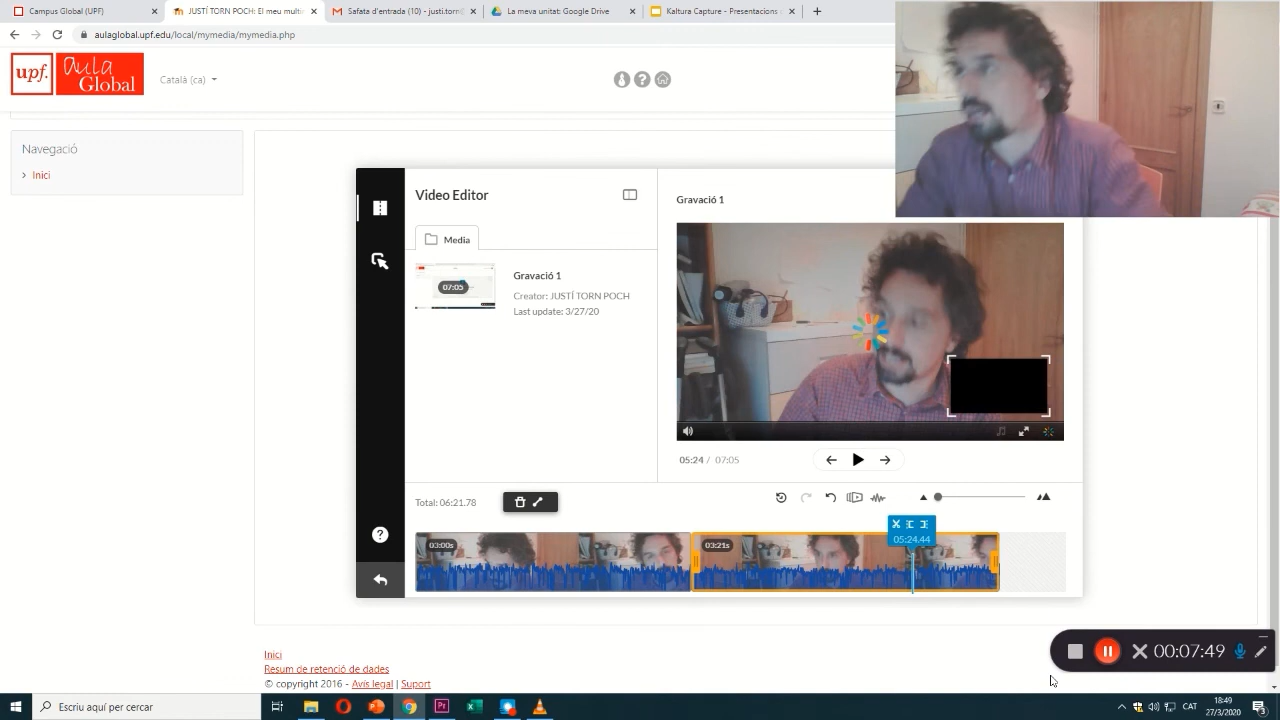 Campus Global (UPF)
JUSTÍ TORN POCH: El meu multi
Safata d'entrada (10) - justi.torn@
La meva unitat: Google Drive
Kaltura Capture - Presentacions
aulaglobal.upf.edu/local/mymedia/mymedia.php
upf.
Aula
Global
Català (ca)
Navegació
Inici
Video Editor
Media
07:05
Gravació 1
Creator: JUSTÍ TORN POCH
Last update: 3/27/20
Gravació 1
05:24 / 07:05
Total: 06:21.78
05:24.44
03:00s
03:21s
Inici
Resum de retenció de dades
© copyright 2016 - Avís legal | Suport
00:07:49
Escriu aquí per cercar
CAT
18:49
27/3/2020
3